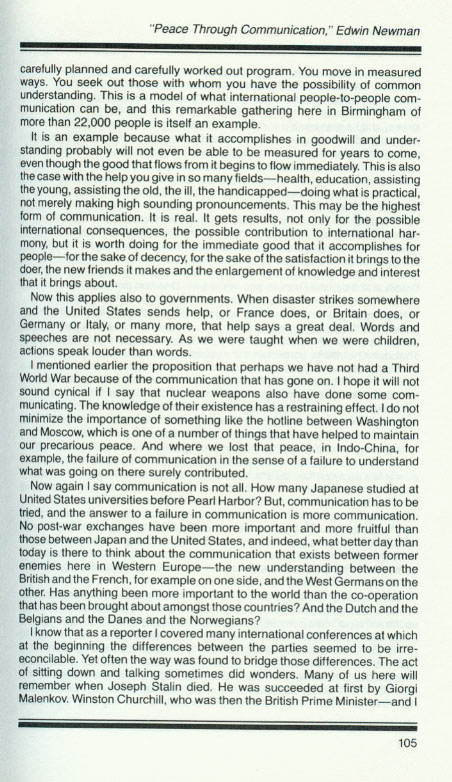 "Peace Through Communication," Edwin Newman
carefully planned and carefully worked out program. You move in measured
ways. You seek out those with whom you have the possibility of common
understanding. This is a model of what international people-to-people com-
munication can be, and this remarkable gathering here in Birmingham of
more than 22,000 people is itself an example.
It is an example because what it accomplishes in goodwill and under-
standing probably will not even be able to be measured for years to come,
even though the good that flows from it begins to flow immediately. This is also
the case with the help you give in so many fields—health, education, assisting
the young, assisting the old, the ill, the handicapped—doing what is practical,
not merely making high sounding pronouncements. This may be the highest
form of communication. It is real. It gets results, not only for the possible
international consequences, the possible contribution to international har-
mony, but it is worth doing for the immediate good that it accomplishes for
people—for the sake of decency, for the sake of the satisfaction it brings to the
doer, the new friends it makes and the enlargement of knowledge and interest
that it brings about.
Now this applies also to governments. When disaster strikes somewhere
and the United States sends help, or France does, or Britain does, or
Germany or Italy, or many more, that help says a great deal. Words and
speeches are not necessary. As we were taught when we were children,
actions speak louder than words.
I mentioned earlier the proposition that perhaps we have not had a Third
World War because of the communication that has gone on. I hope it will not
sound cynical if I say that nuclear weapons also have done some com-
municating. The knowledge of their existence has a restraining effect. I do not
minimize the importance of something like the hotline between Washington
and Moscow, which is one of a number of things that have helped to maintain
our precarious peace. And where we lost that peace, in Indo-China, for
example, the failure of communication in the sense of a failure to understand
what was going on there surely contributed.
Now again I say communication is not all. How many Japanese studied at
United States universities before Pearl Harbor? But, communication has to be
tried, and the answer to a failure in communication is more communication.
No post-war exchanges have been more important and more fruitful than
those between Japan and the United States, and indeed, what better day than
today is there to think about the communication that exists between former
enemies here in Western Europe—the new understanding between the
British and the French, for example on one side, and the West Germans on the
other. Has anything been more important to the world than the co-operation
that has been brought about amongst those countries? And the Dutch and the
Belgians and the Danes and the Norwegians?
I know that as a reporter I covered many international conferences at which
at the beginning the differences between the parties seemed to be irre-
econcilable. Yet often the way was found to bridge those differences. The act
of sitting down and talking sometimes did wonders. Many of us here will
remember when Joseph Stalin died. He was succeeded at first by Giorgi
Malenkov. Winston Churchill, who was then the British Prime Minister—and I
105